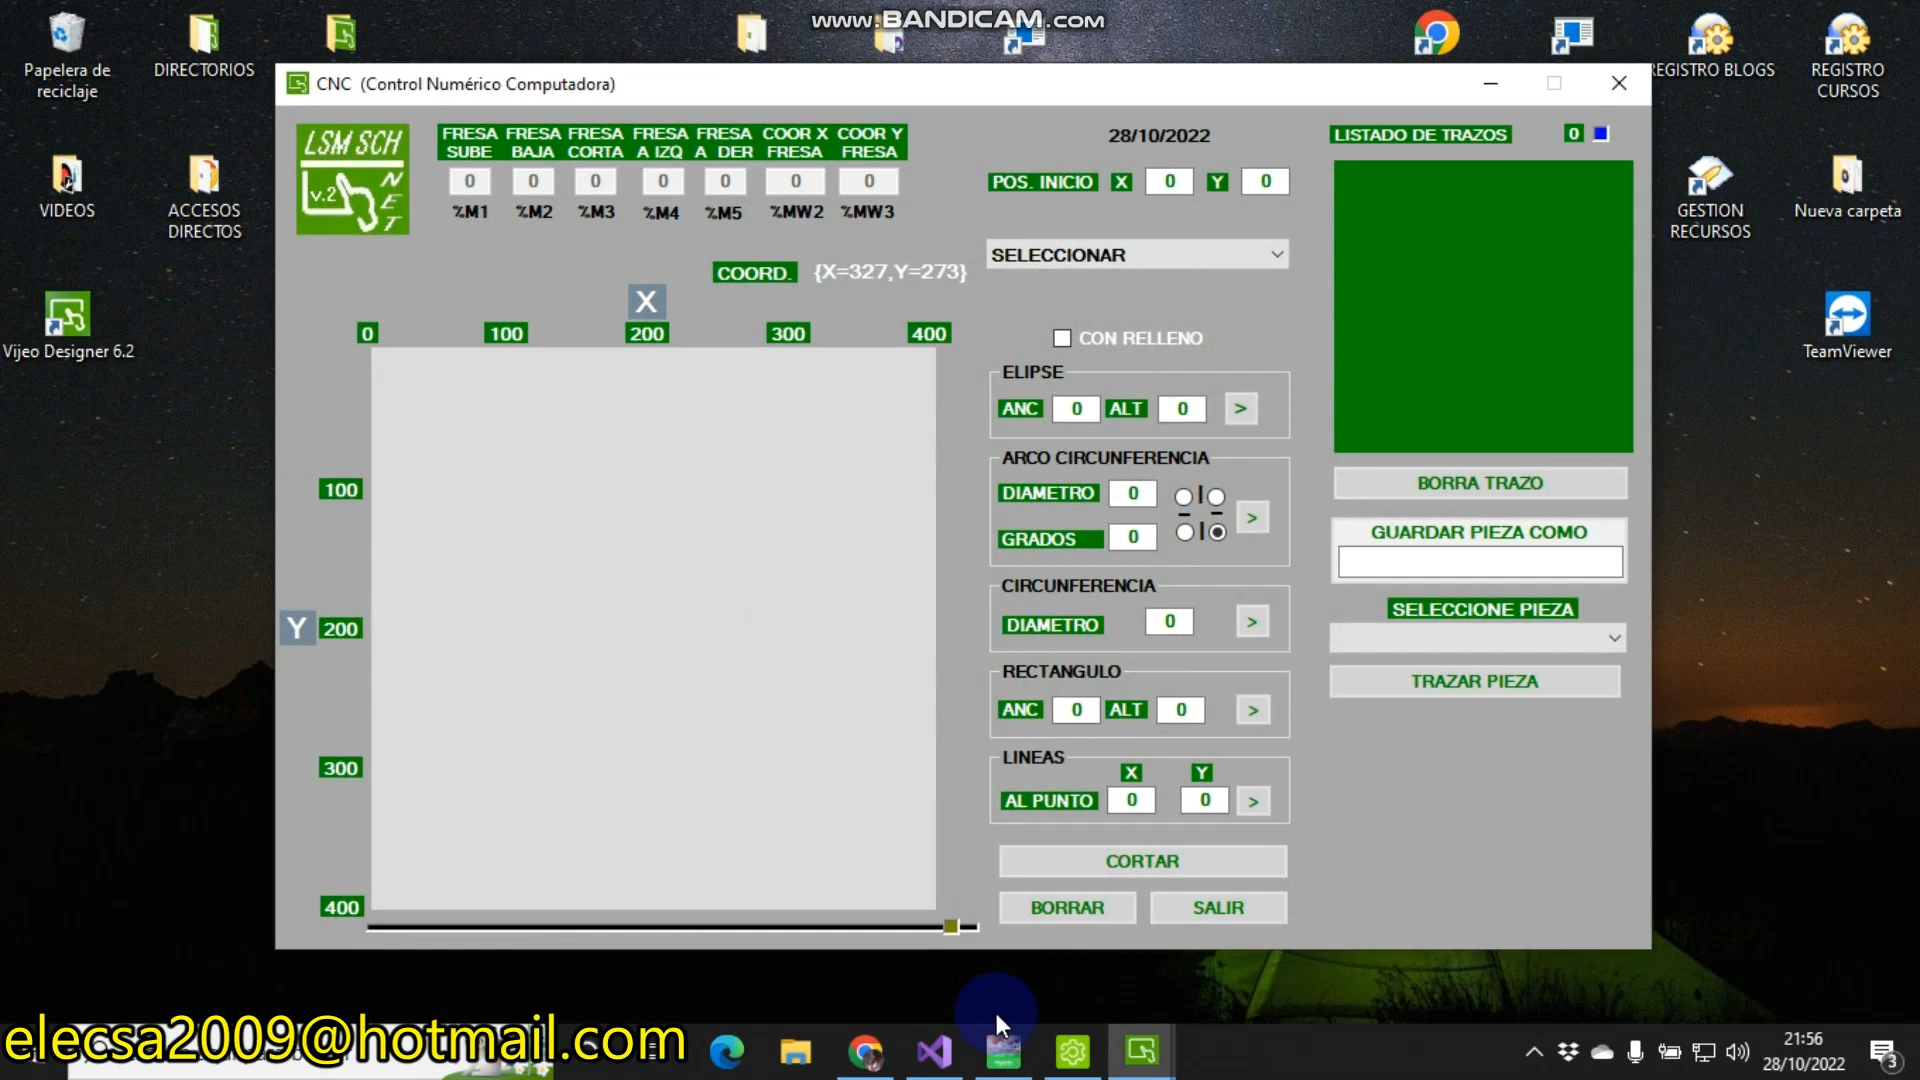 www.BANDICAM.com
Papelera de
reciclaje
DIRECTORIOS
REGISTRO BLOGS
REGISTRO
CURSOS
CNC (Control Numérico Computadora)
LSM SCH
v.2
NET
FRESA SUBE
FRESA BAJA
FRESA CORTA
FRESA A IZQ
FRESA A DER
COOR X FRESA
COOR Y FRESA
0 0 0 0 0 0 0
%M1 %M2 %M3 %M4 %M5 %MW2 %MW3
28/10/2022
POS. INICIO X 0 Y 0
LISTADO DE TRAZOS 0
VIDEOS
ACCESOS
DIRECTOS
GESTION
RECURSOS
Nueva carpeta
SELECCIONAR
COORD. {X=327,Y=273}
X
0 100 200 300 400
Vijeo Designer 6.2
TeamViewer
CON RELLENO
ELIPSE
ANC 0 ALT 0 >
ARCO CIRCUNFERENCIA
DIAMETRO 0
GRADOS 0 >
100
BORRA TRAZO
GUARDAR PIEZA COMO
CIRCUNFERENCIA
DIAMETRO 0 >
SELECCIONE PIEZA
Y 200
RECTANGULO
ANC 0 ALT 0 >
TRAZAR PIEZA
LINEAS
X Y
AL PUNTO 0 0 >
300
CORTAR
BORRAR SALIR
400
elecsa2009@hotmail.com
21:56
28/10/2022
3